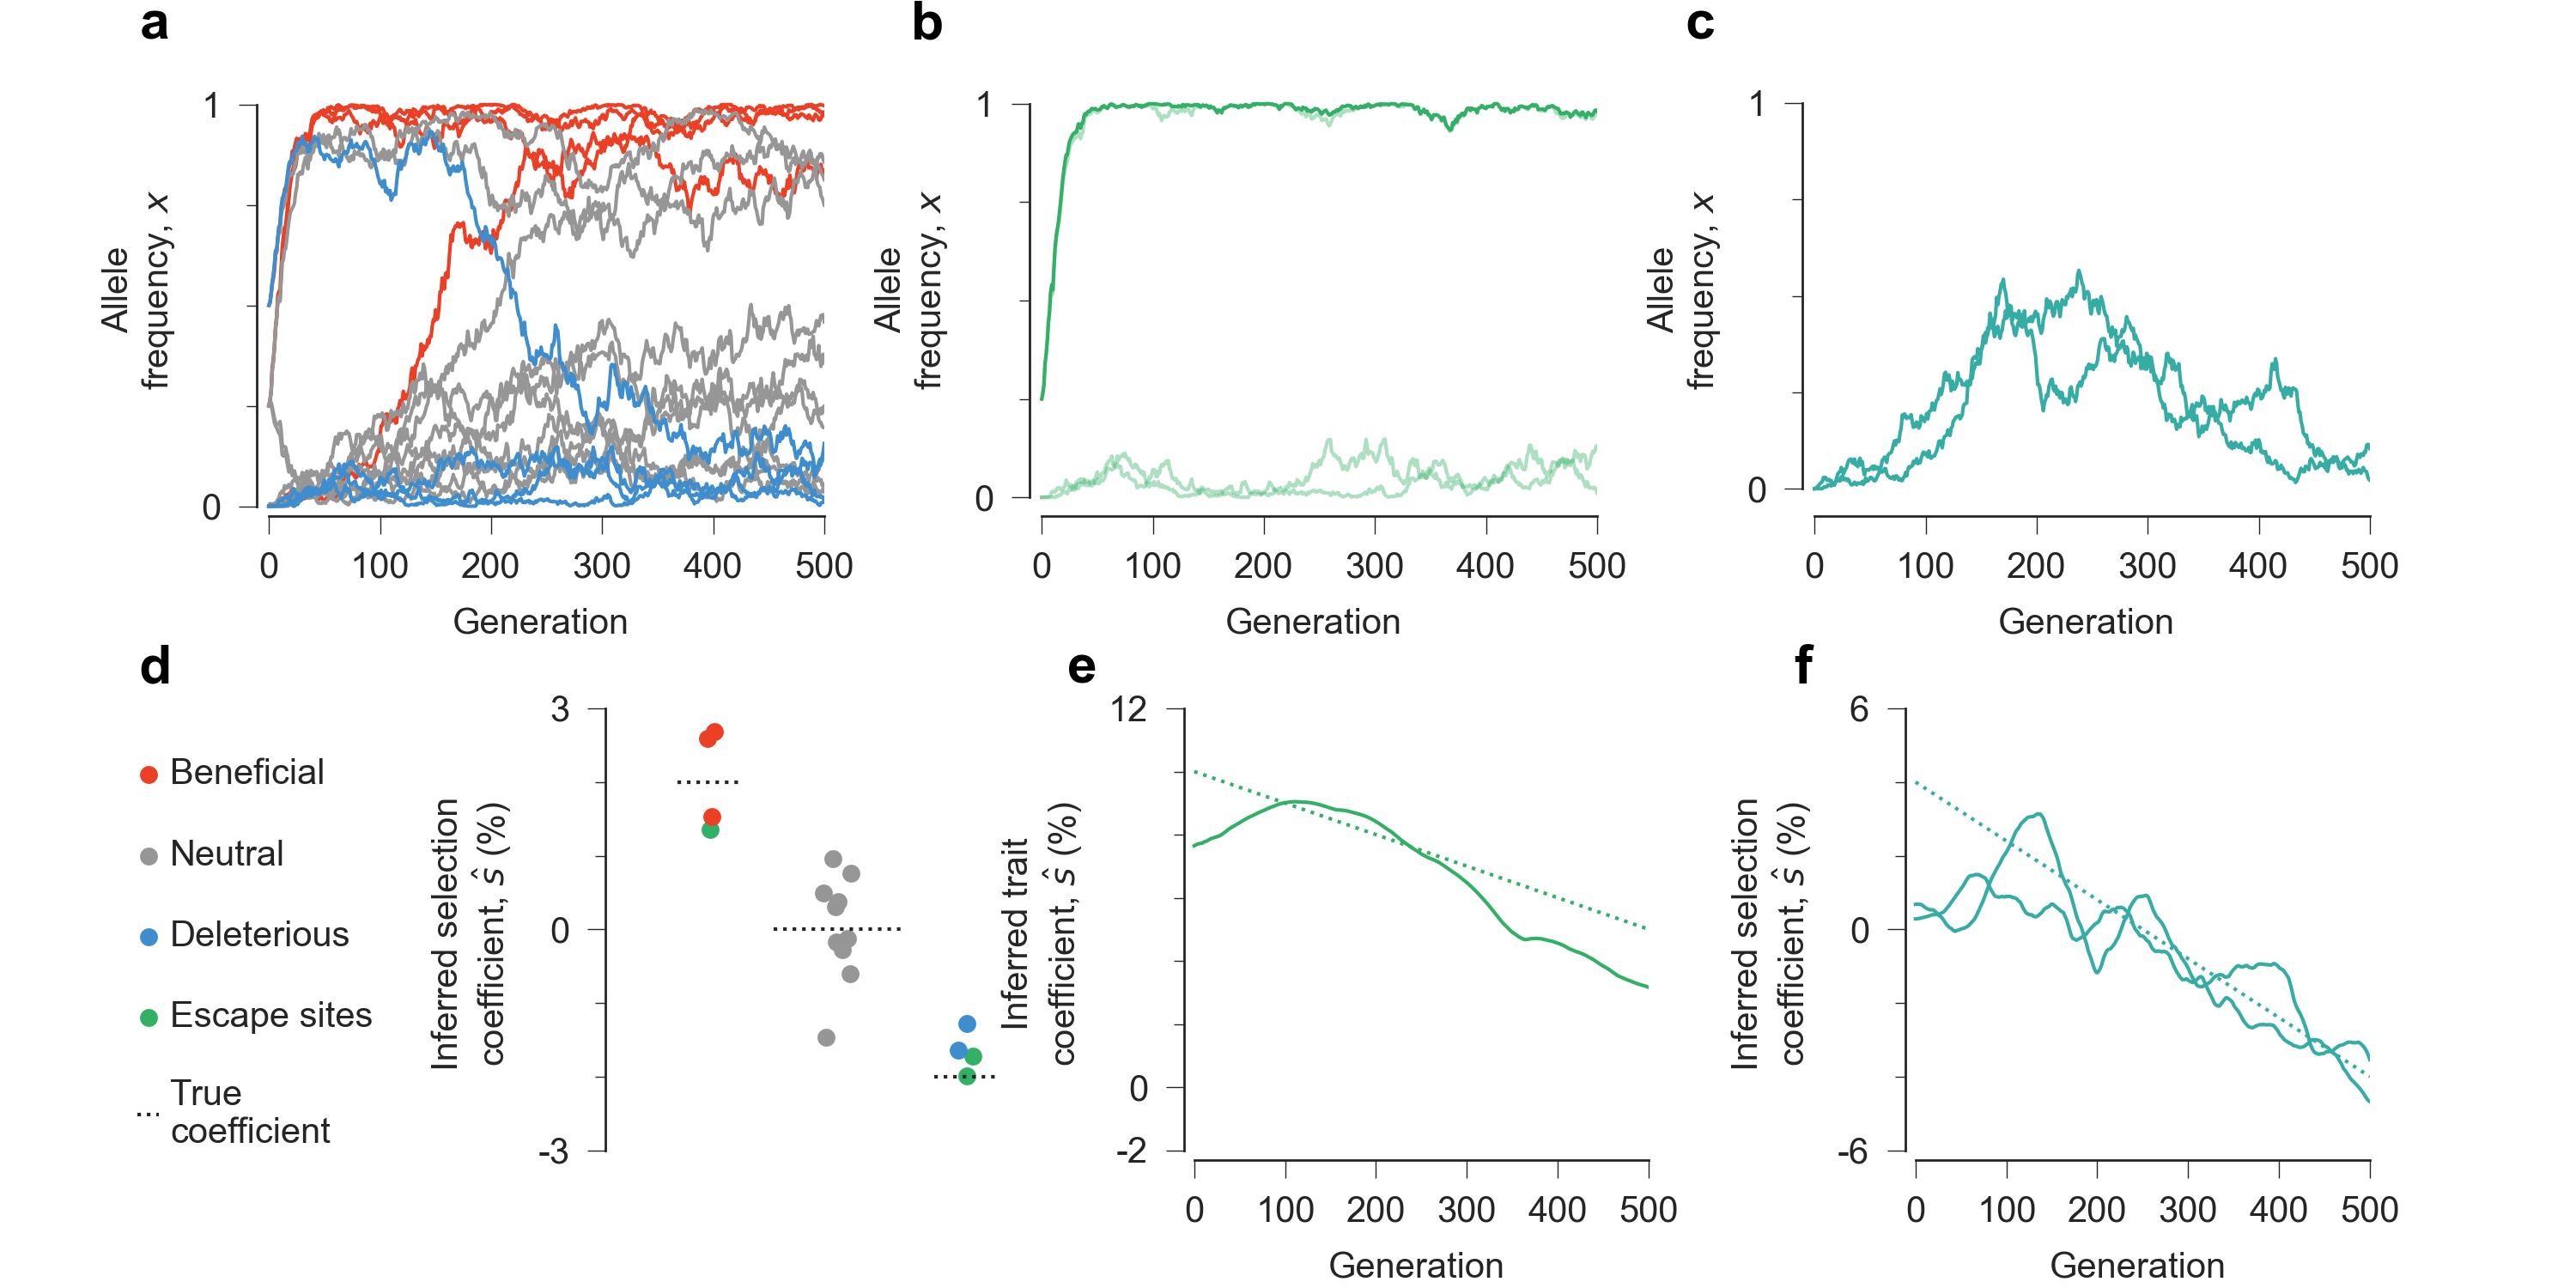 a
1
0
Allele
frequency, x
0 100 200 300 400 500
Generation
b
1
0
Allele
frequency, x
0 100 200 300 400 500
Generation
c
1
0
Allele
frequency, x
0 100 200 300 400 500
Generation
d
Beneficial
Neutral
Deleterious
Escape sites
True
coefficient
3
0
-3
Inferred selection
coefficient, ŝ (%)
e
12
0
-2
Inferred trait
coefficient, ŝ (%)
0 100 200 300 400 500
Generation
f
6
0
-6
Inferred selection
coefficient, ŝ (%)
0 100 200 300 400 500
Generation